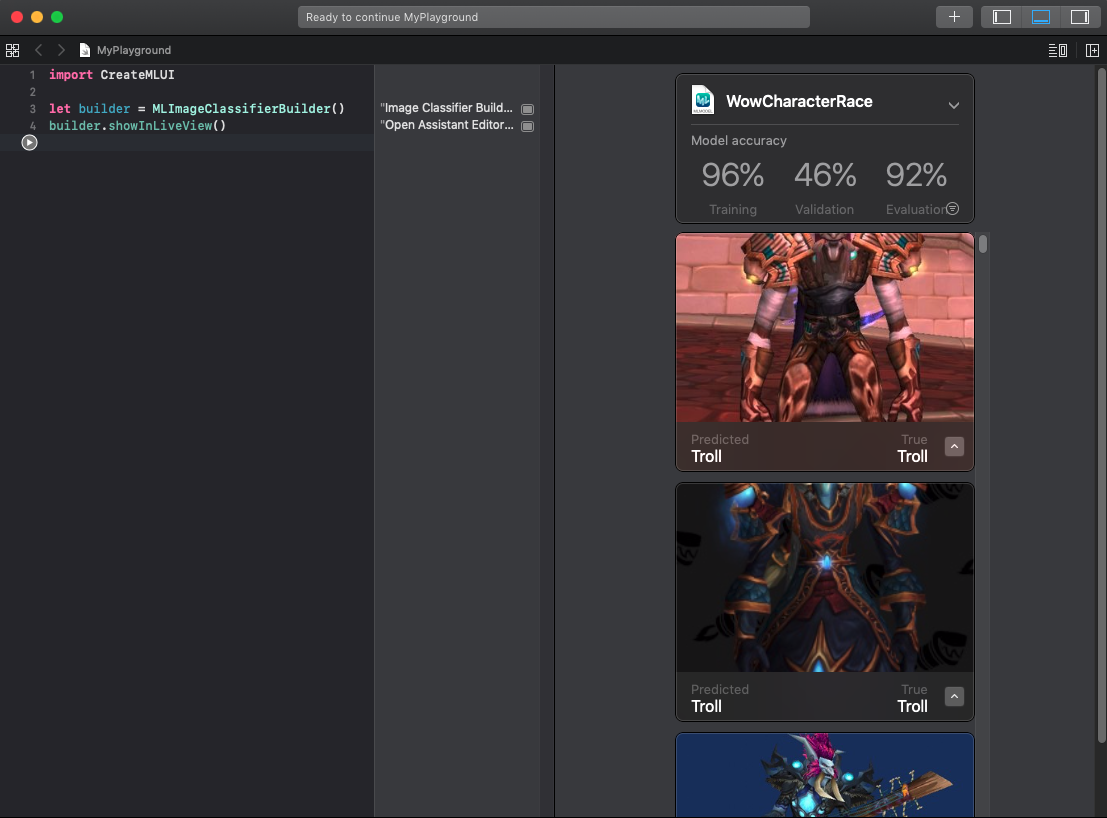 Ready to continue MyPlayground
MyPlayground
1 import CreateMLUI
2
3 let builder = MLImageClassifierBuilder()
4 builder.showInLiveView()
"Image Classifier Build...
"Open Assistant Editor...
WowCharacterRace
Model accuracy
96% 46% 92%
Training Validation Evaluation
Predicted True
Troll Troll
Predicted True
Troll Troll